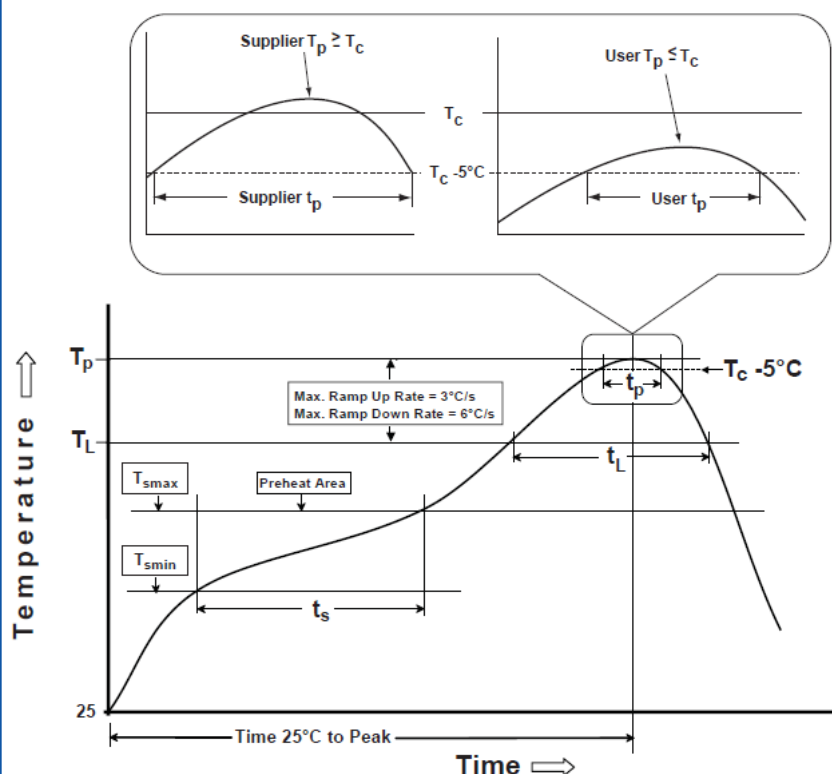 Supplier Tp ≥ Tc
User Tp ≤ Tc
Tc
Tc -5°C
Supplier tp
User tp
Tp
Tc -5°C
tp
Max. Ramp Up Rate = 3°C/s
Max. Ramp Down Rate = 6°C/s
TL
tL
Tsmax
Preheat Area
Tsmin
ts
Temperature
25
Time 25°C to Peak
Time